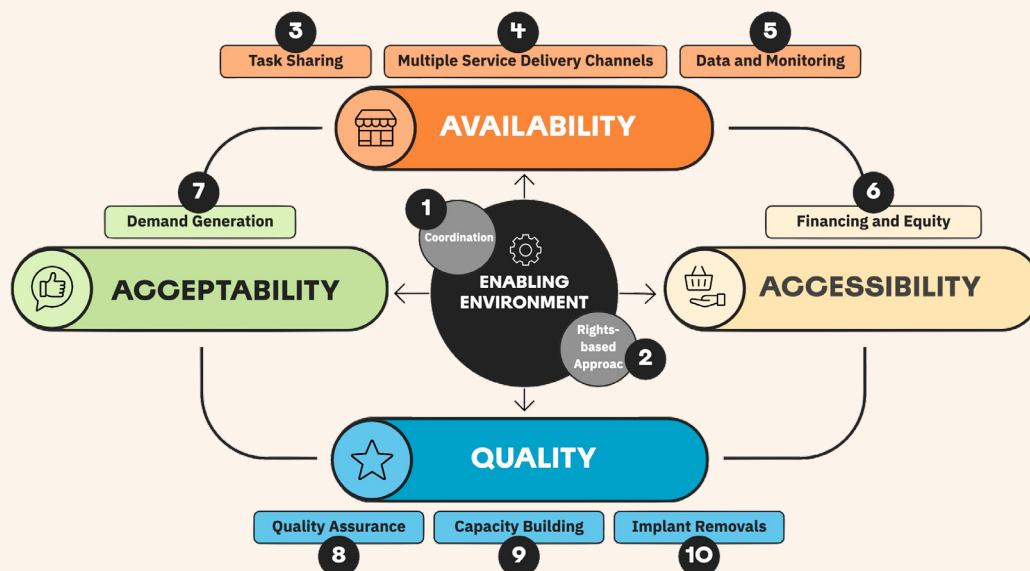 3
4
5
Task Sharing
Multiple Service Delivery Channels
Data and Monitoring
AVAILABILITY
7
1
6
Demand Generation
Coordination
Financing and Equity
ACCEPTABILITY
ENABLING
ENVIRONMENT
ACCESSIBILITY
Rights-
based
Approac
2
QUALITY
Quality Assurance
Capacity Building
Implant Removals
8
9
10